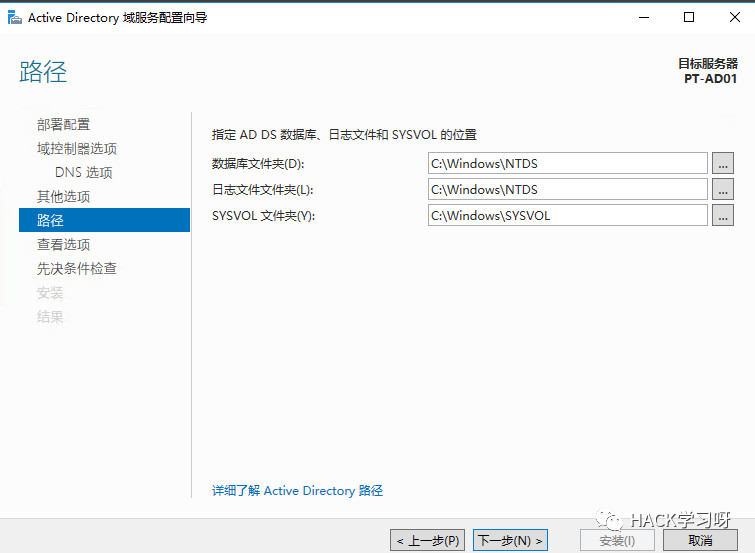 Active Directory 域服务配置向导
路径
目标服务器
PT-AD01
部署配置
域控制器选项
DNS 选项
其他选项
路径
查看选项
先决条件检查
安装
结果
指定 AD DS 数据库、日志文件和 SYSVOL 的位置
数据库文件夹(D): C:\Windows\NTDS ...
日志文件文件夹(L): C:\Windows\NTDS ...
SYSVOL 文件夹(Y): C:\Windows\SYSVOL ...
详细了解 Active Directory 路径
HACK学习呀
< 上一步(P) 下一步(N) > 安装(I) 取消